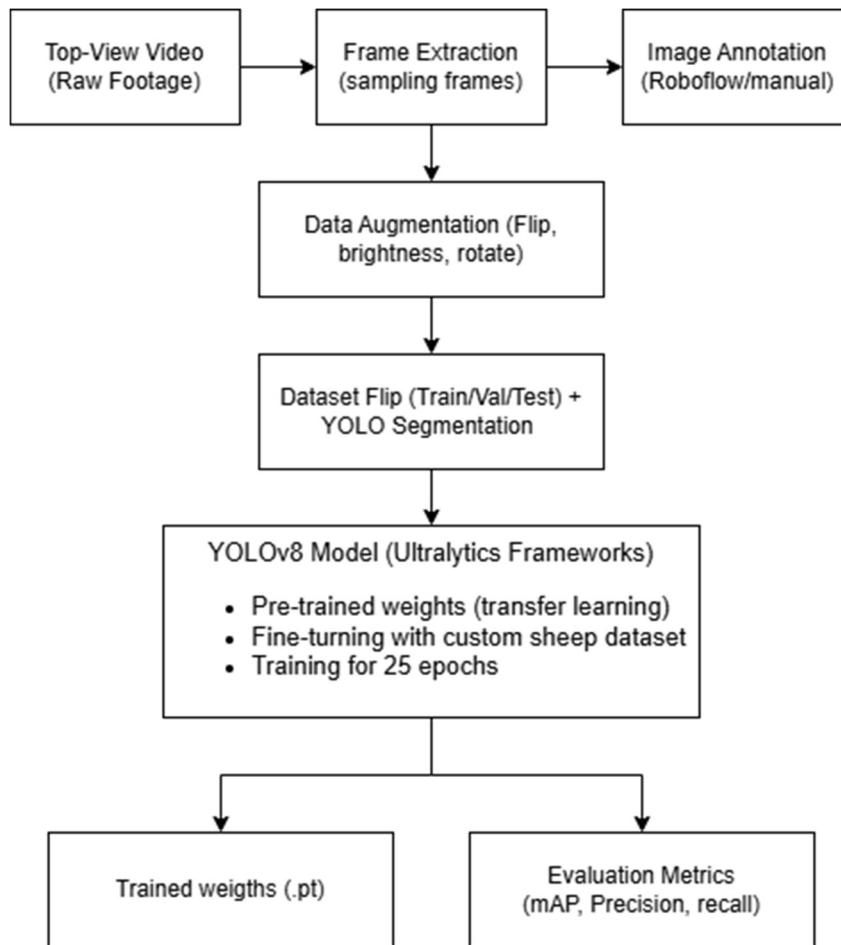 Top-View Video
(Raw Footage)
Frame Extraction
(sampling frames)
Image Annotation
(Roboflow/manual)
Data Augmentation (Flip,
brightness, rotate)
Dataset Flip (Train/Val/Test) +
YOLO Segmentation
YOLOv8 Model (Ultralytics Frameworks)
• Pre-trained weights (transfer learning)
• Fine-turning with custom sheep dataset
• Training for 25 epochs
Trained weigths (.pt)
Evaluation Metrics
(mAP, Precision, recall)